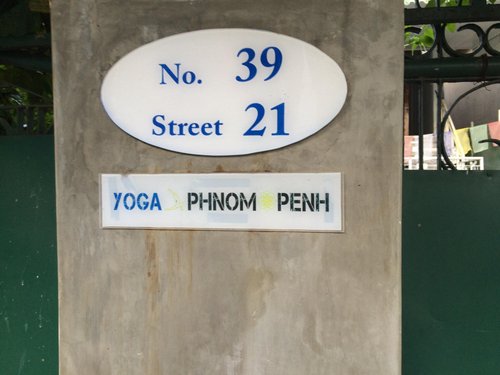 No. 39
Street 21
YOGA PHNOM PENH